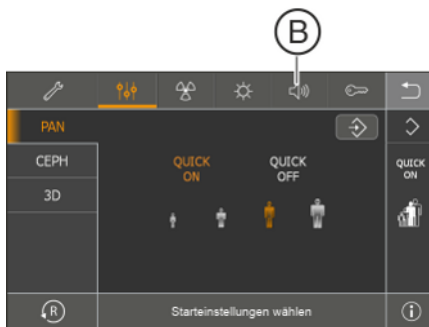 B
PAN
CEPH
3D
QUICK
ON
QUICK
OFF
QUICK
ON
R
Starteinstellungen wählen
i